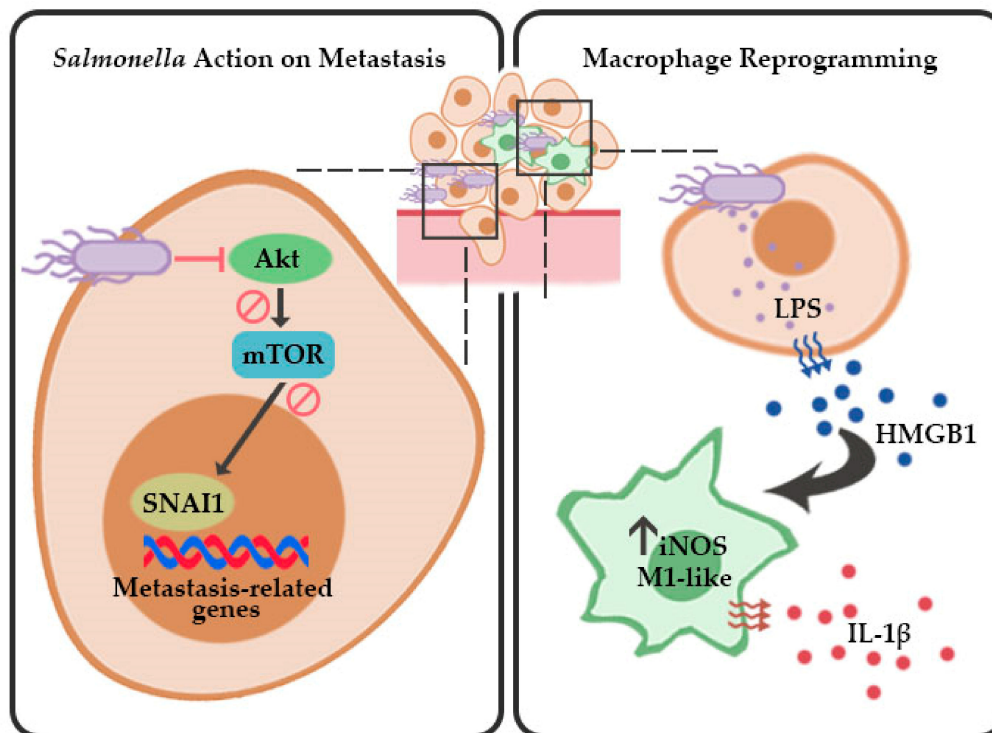 Salmonella Action on Metastasis
Akt
mTOR
SNAI1
Metastasis-related
genes
Macrophage Reprogramming
LPS
HMGB1
iNOS
M1-like
IL-1β